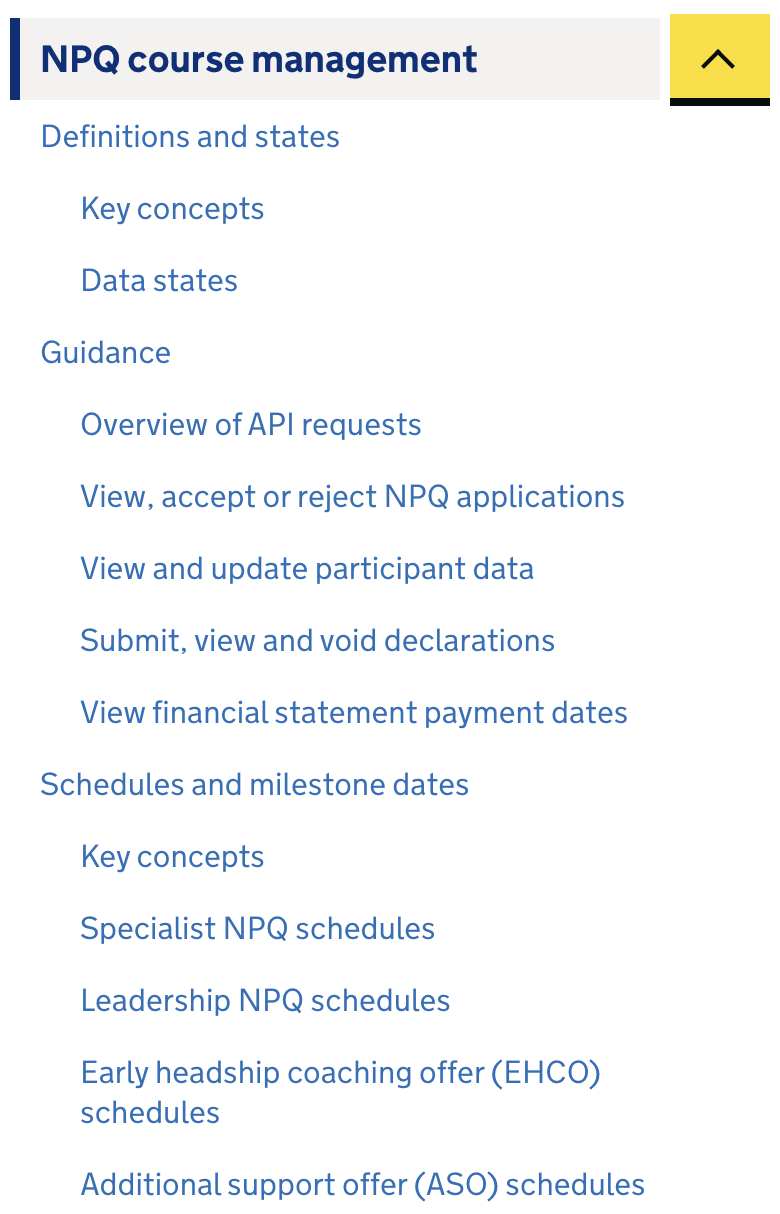 NPQ course management
Definitions and states
Key concepts
Data states
Guidance
Overview of API requests
View, accept or reject NPQ applications
View and update participant data
Submit, view and void declarations
View financial statement payment dates
Schedules and milestone dates
Key concepts
Specialist NPQ schedules
Leadership NPQ schedules
Early headship coaching offer (EHCO)
schedules
Additional support offer (ASO) schedules